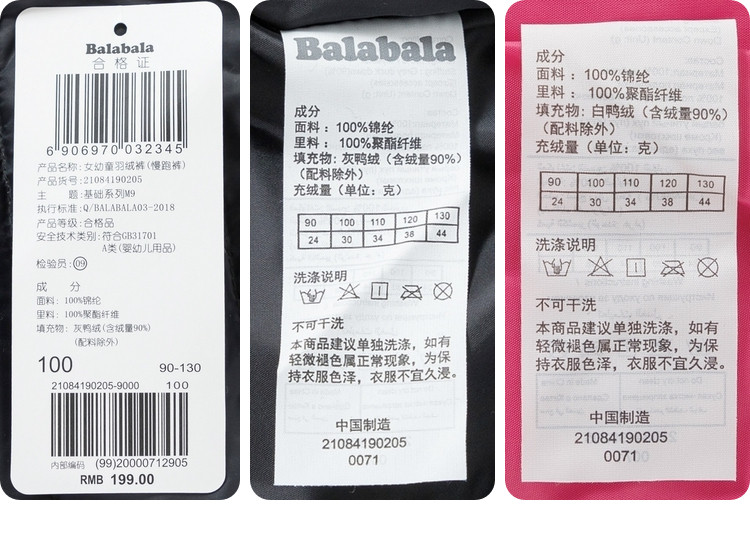 Balabala
合格证
6 906970 032345
产品名称:女幼童羽绒裤(慢跑裤)
产品货号:21084190205
主 题:基础系列M9
执行标准:Q/BALABALA03-2018
产品等级:合格品
安全技术类别:符合GB31701
A类(婴幼儿用品)
检验员:09
成 分
面料: 100%锦纶
里料: 100%聚酯纤维
填充物: 灰鸭绒(含绒量90%)
(配料除外)
100 90-130
21084190205-9000 100
内部编码 (99)20000712905
RMB 199.00
Balabala
成分
面料： 100%锦纶
里料： 100%聚酯纤维
填充物: 灰鸭绒（含绒量90%）
（配料除外）
充绒量（单位：克）
90 100 110 120 130
24 30 34 38 44
洗涤说明
不可干洗
本商品建议单独洗涤，如有
轻微褪色属正常现象，为保
持衣服色泽，衣服不宜久浸。
中国制造
21084190205
0071
成分
面料： 100%锦纶
里料： 100%聚酯纤维
填充物: 白鸭绒（含绒量90%）
（配料除外）
充绒量（单位：克）
90 100 110 120 130
24 30 34 38 44
洗涤说明
不可干洗
本商品建议单独洗涤，如有
轻微褪色属正常现象，为保
持衣服色泽，衣服不宜久浸。
中国制造
21084190205
0071